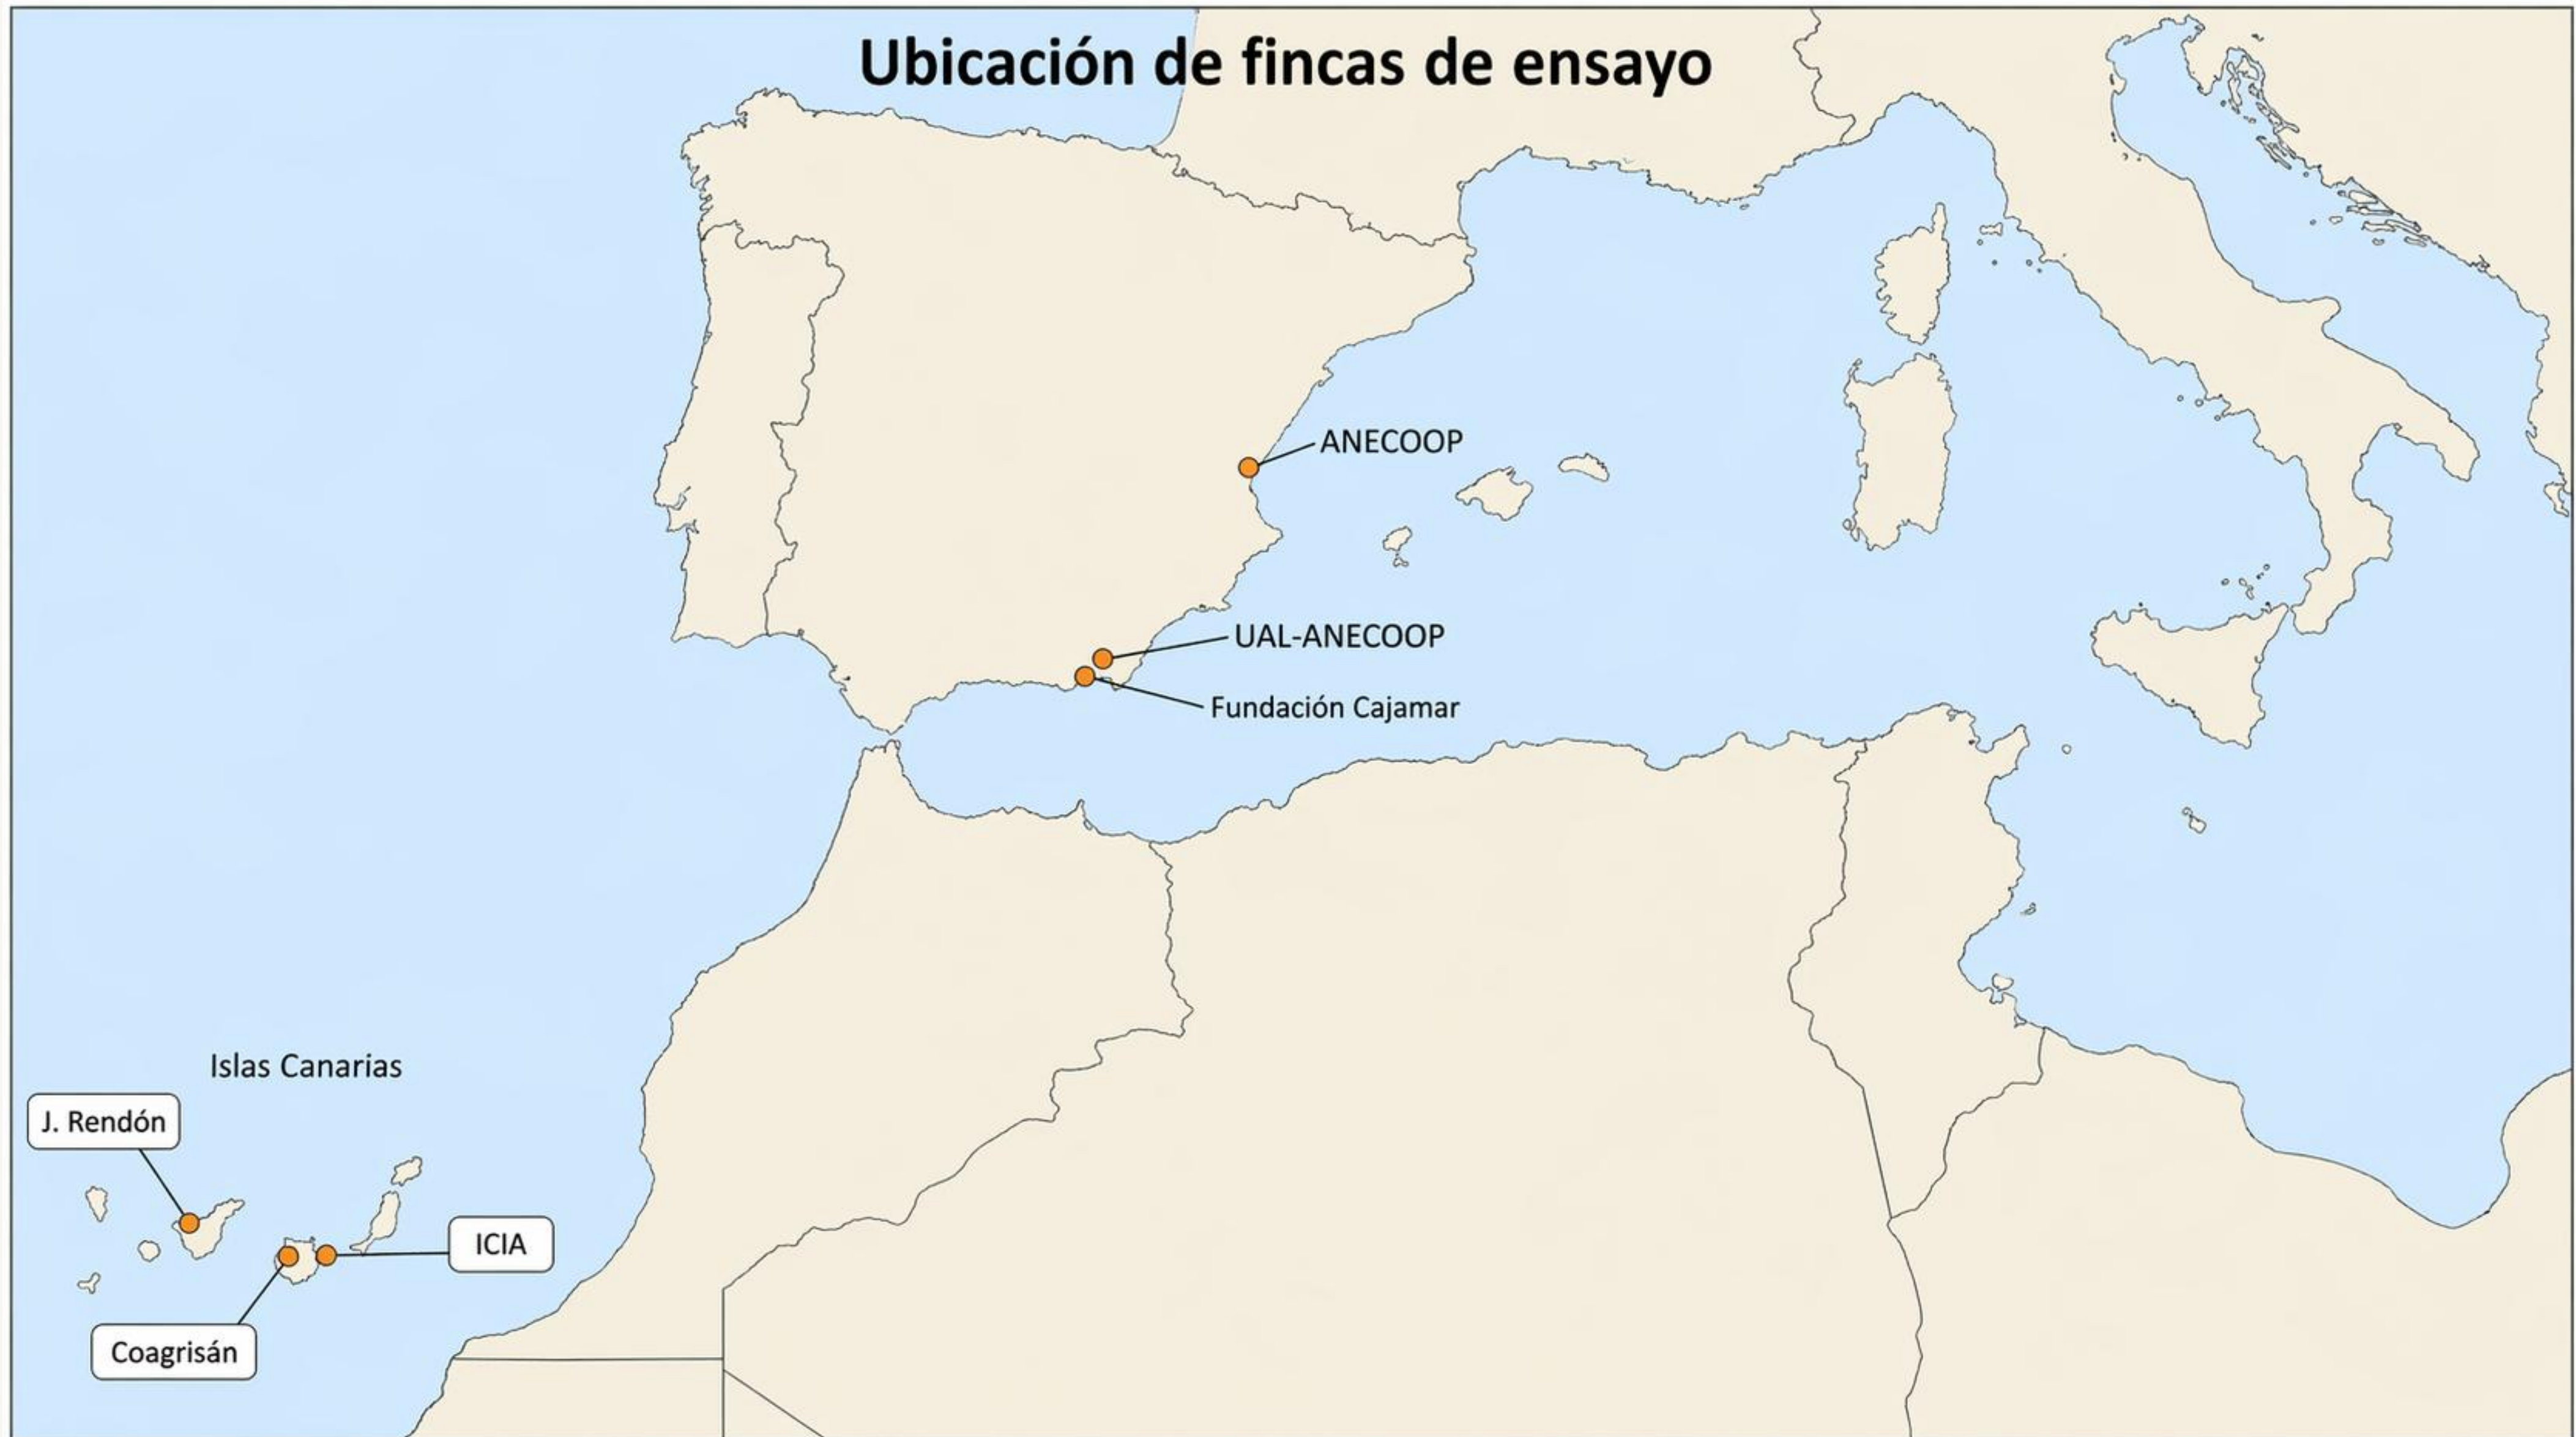 Ubicación de fincas de ensayo
ANECOOP
UAL-ANECOOP
Fundación Cajamar
Islas Canarias
J. Rendón
ICIA
Coagrisán